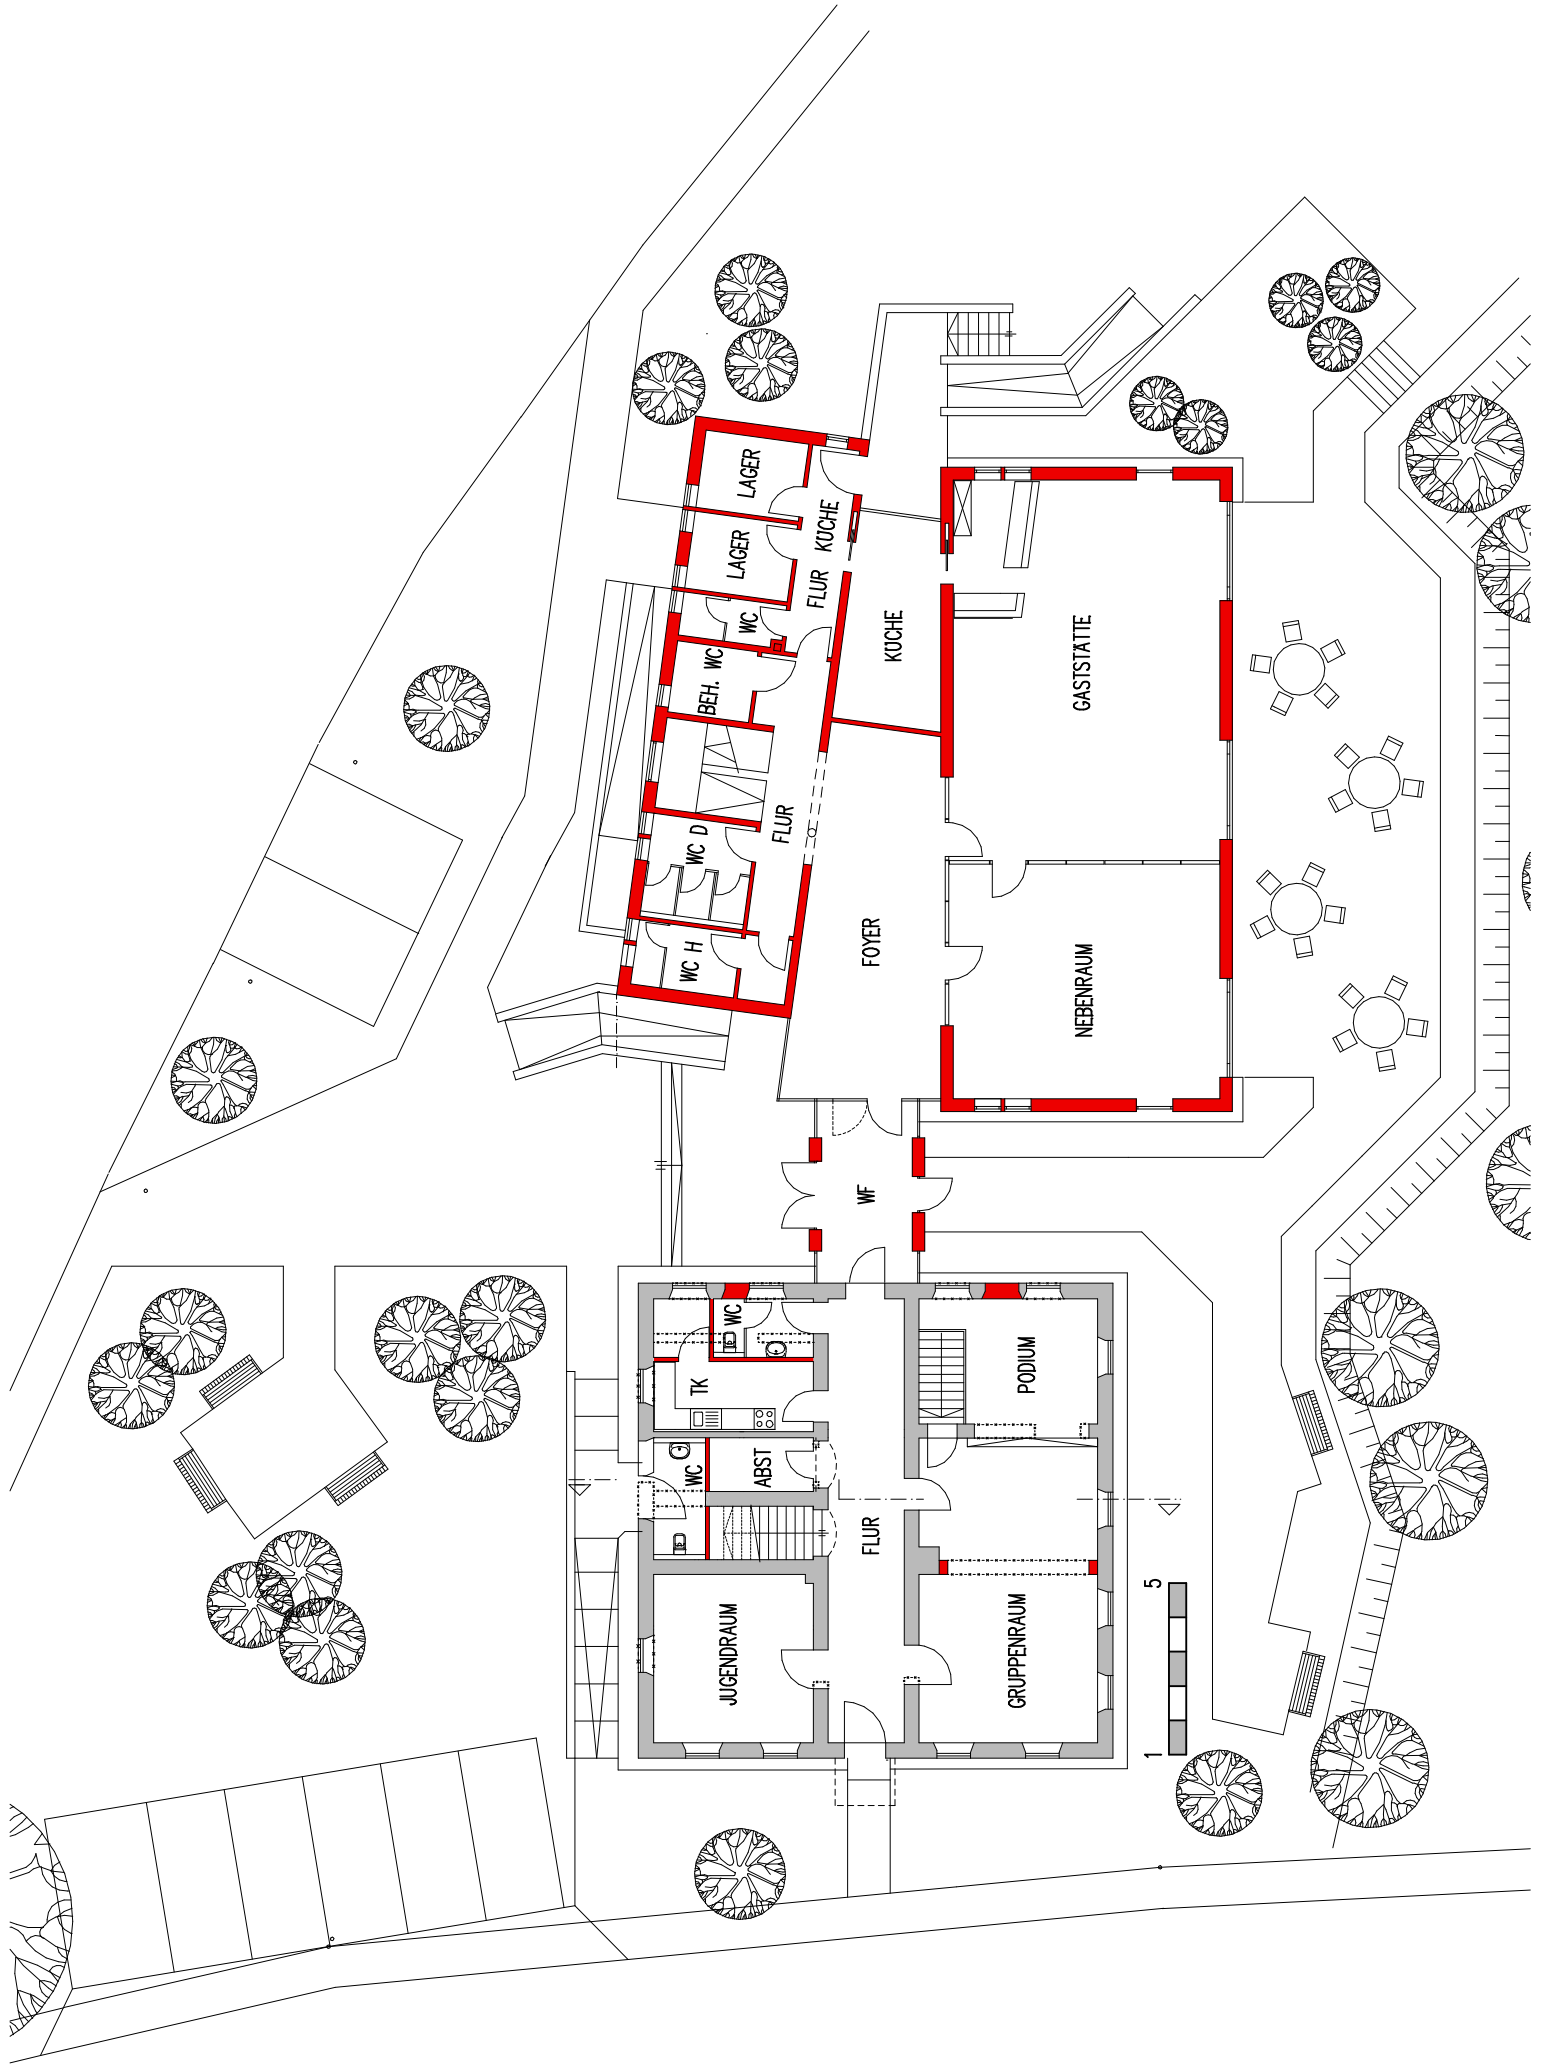 LAGER
LAGER
KÜCHE
FLUR
WC
BEH. WC
KÜCHE
GASTSTÄTTE
FLUR
WC D
WC H
FOYER
NEBENRAUM
WF
WC
TK
PODIUM
WC
ABST
FLUR
JUGENDRAUM
GRUPPENRAUM
1
5